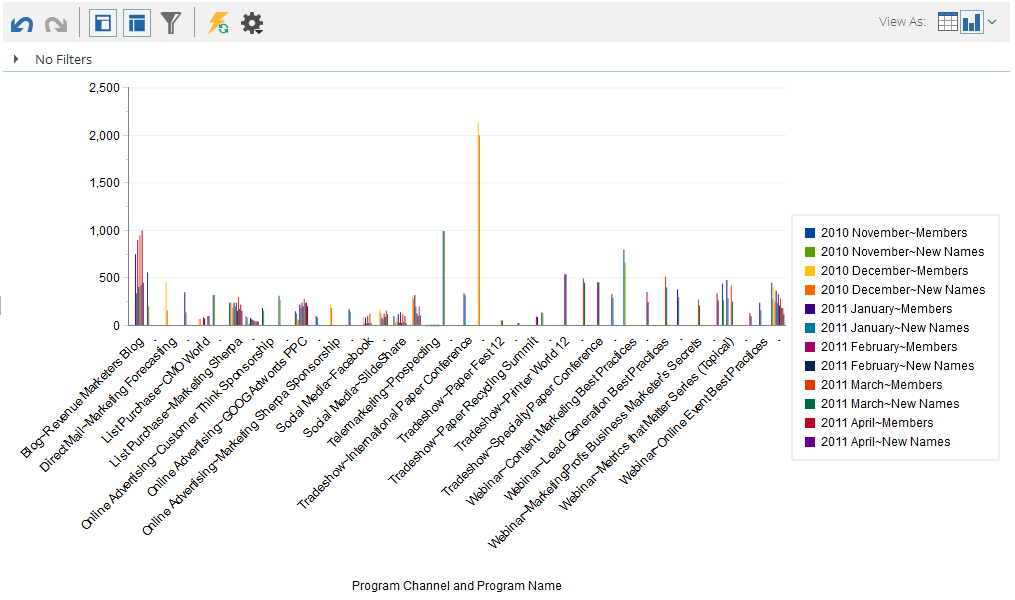 View As:
No Filters
2,500
2,000
1,500
1,000
500
0
Blog~Revenue Marketers Blog
Direct Mail~Marketing Forecasting
List Purchase~CMO World
List Purchase~Marketing Sherpa
Online Advertising~Customer Think Sponsorship
Online Advertising~GOOG Adwords PPC
Online Advertising~Marketing Sherpa Sponsorship
Social Media~Facebook
Social Media~SlideShare
Telemarketing~Prospecting
Tradeshow~International Paper Conference
Tradeshow~Paper Fest 12
Tradeshow~Paper Recycling Summit
Tradeshow~Printer World 12
Tradeshow~Specialty Paper Conference
Webinar~Content Marketing Best Practices
Webinar~Lead Generation Best Practices
Webinar~MarketingProfs Business Marketer's Secrets
Webinar~Metrics that Matter Series (Topical)
Webinar~Online Event Best Practices
2010 November~Members
2010 November~New Names
2010 December~Members
2010 December~New Names
2011 January~Members
2011 January~New Names
2011 February~Members
2011 February~New Names
2011 March~Members
2011 March~New Names
2011 April~Members
2011 April~New Names
Program Channel and Program Name